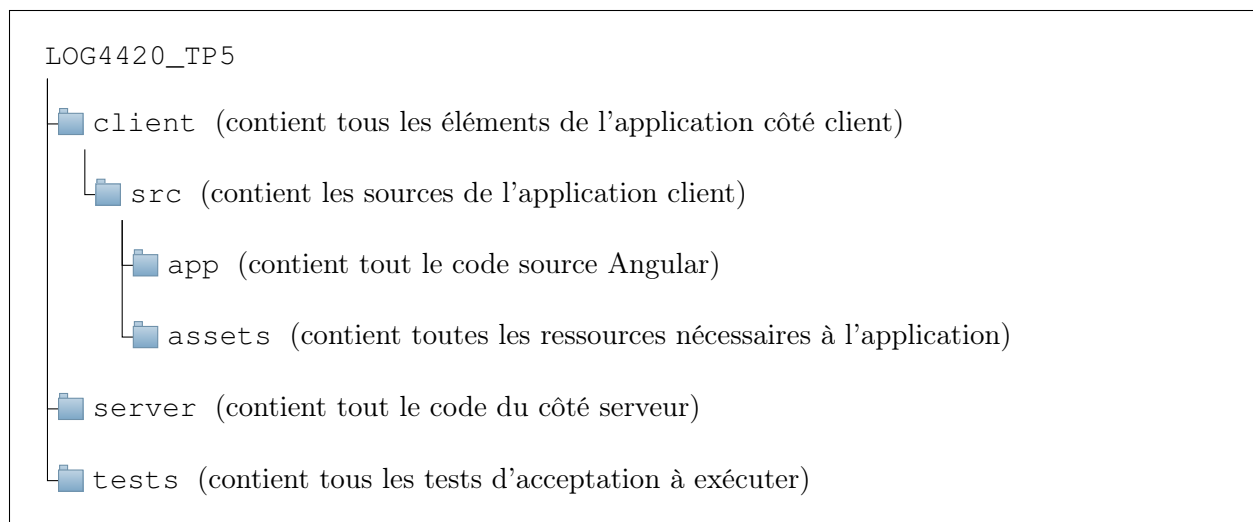 LOG4420_TP5
client (contient tous les éléments de l'application côté client)
src (contient les sources de l'application client)
app (contient tout le code source Angular)
assets (contient toutes les ressources nécessaires à l'application)
server (contient tout le code du côté serveur)
tests (contient tous les tests d'acceptation à exécuter)